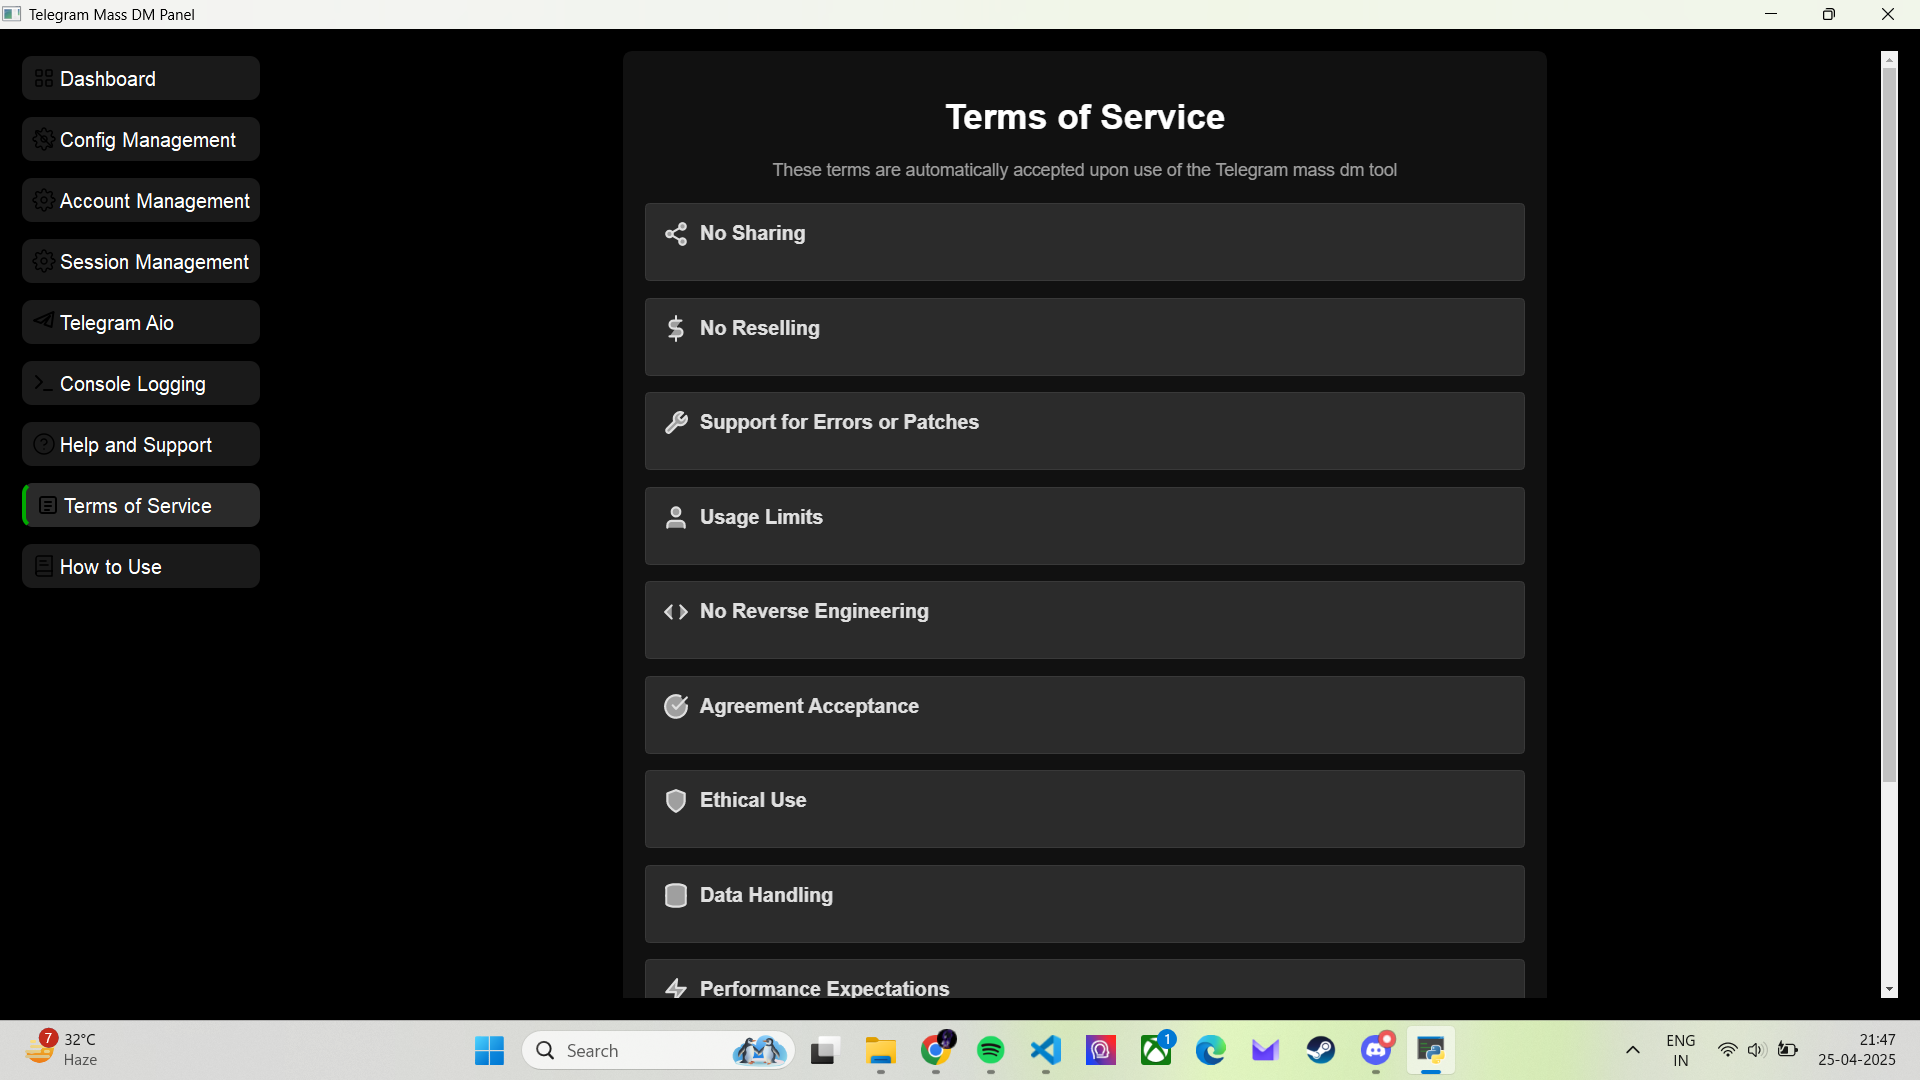 Telegram Mass DM Panel
Dashboard
Config Management
Account Management
Session Management
Telegram Aio
Console Logging
Help and Support
Terms of Service
How to Use
Terms of Service
These terms are automatically accepted upon use of the Telegram mass dm tool
No Sharing
No Reselling
Support for Errors or Patches
Usage Limits
No Reverse Engineering
Agreement Acceptance
Ethical Use
Data Handling
Performance Expectations
7
32°C
Haze
Search
1
ENG
IN
21:47
25-04-2025